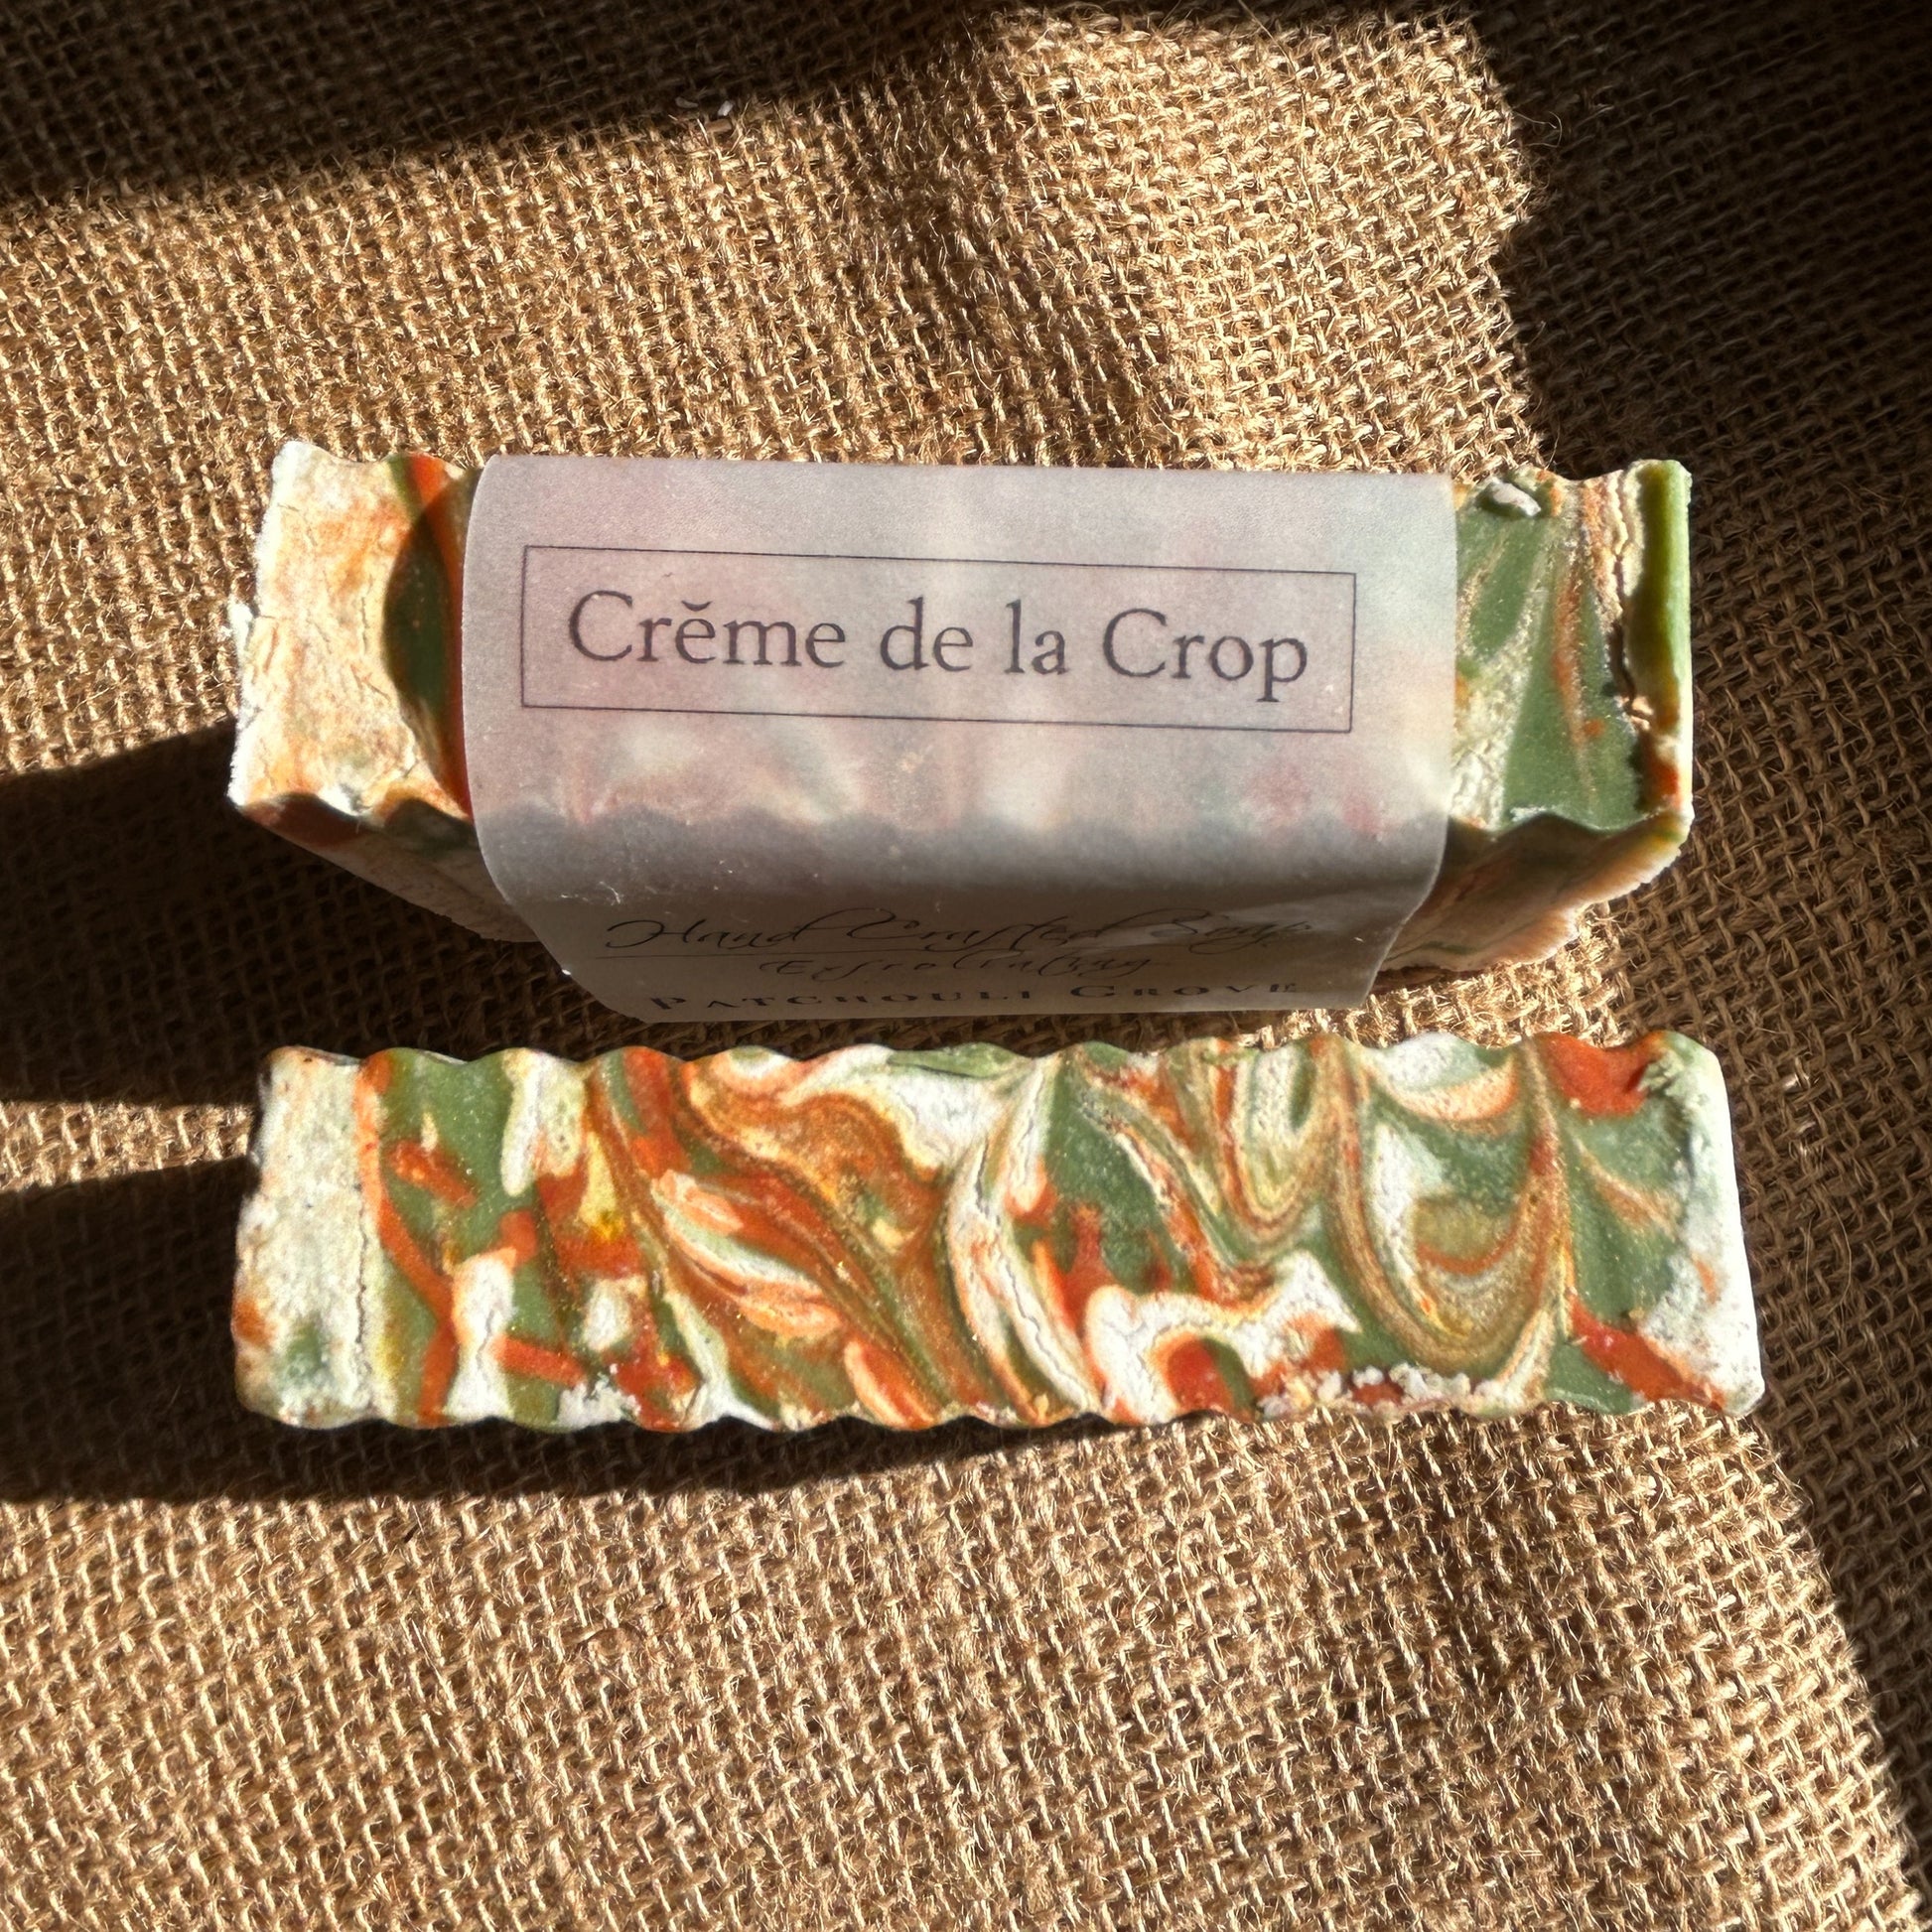 Crĕme de la Crop
Hand Crafted Soap
Exfoliating
PATCHOULI GROVE